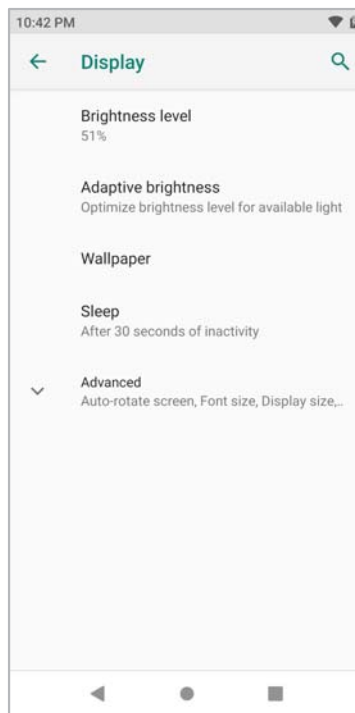 10:42 PM
Display
Brightness level
51%
Adaptive brightness
Optimize brightness level for available light
Wallpaper
Sleep
After 30 seconds of inactivity
Advanced
Auto-rotate screen, Font size, Display size,..